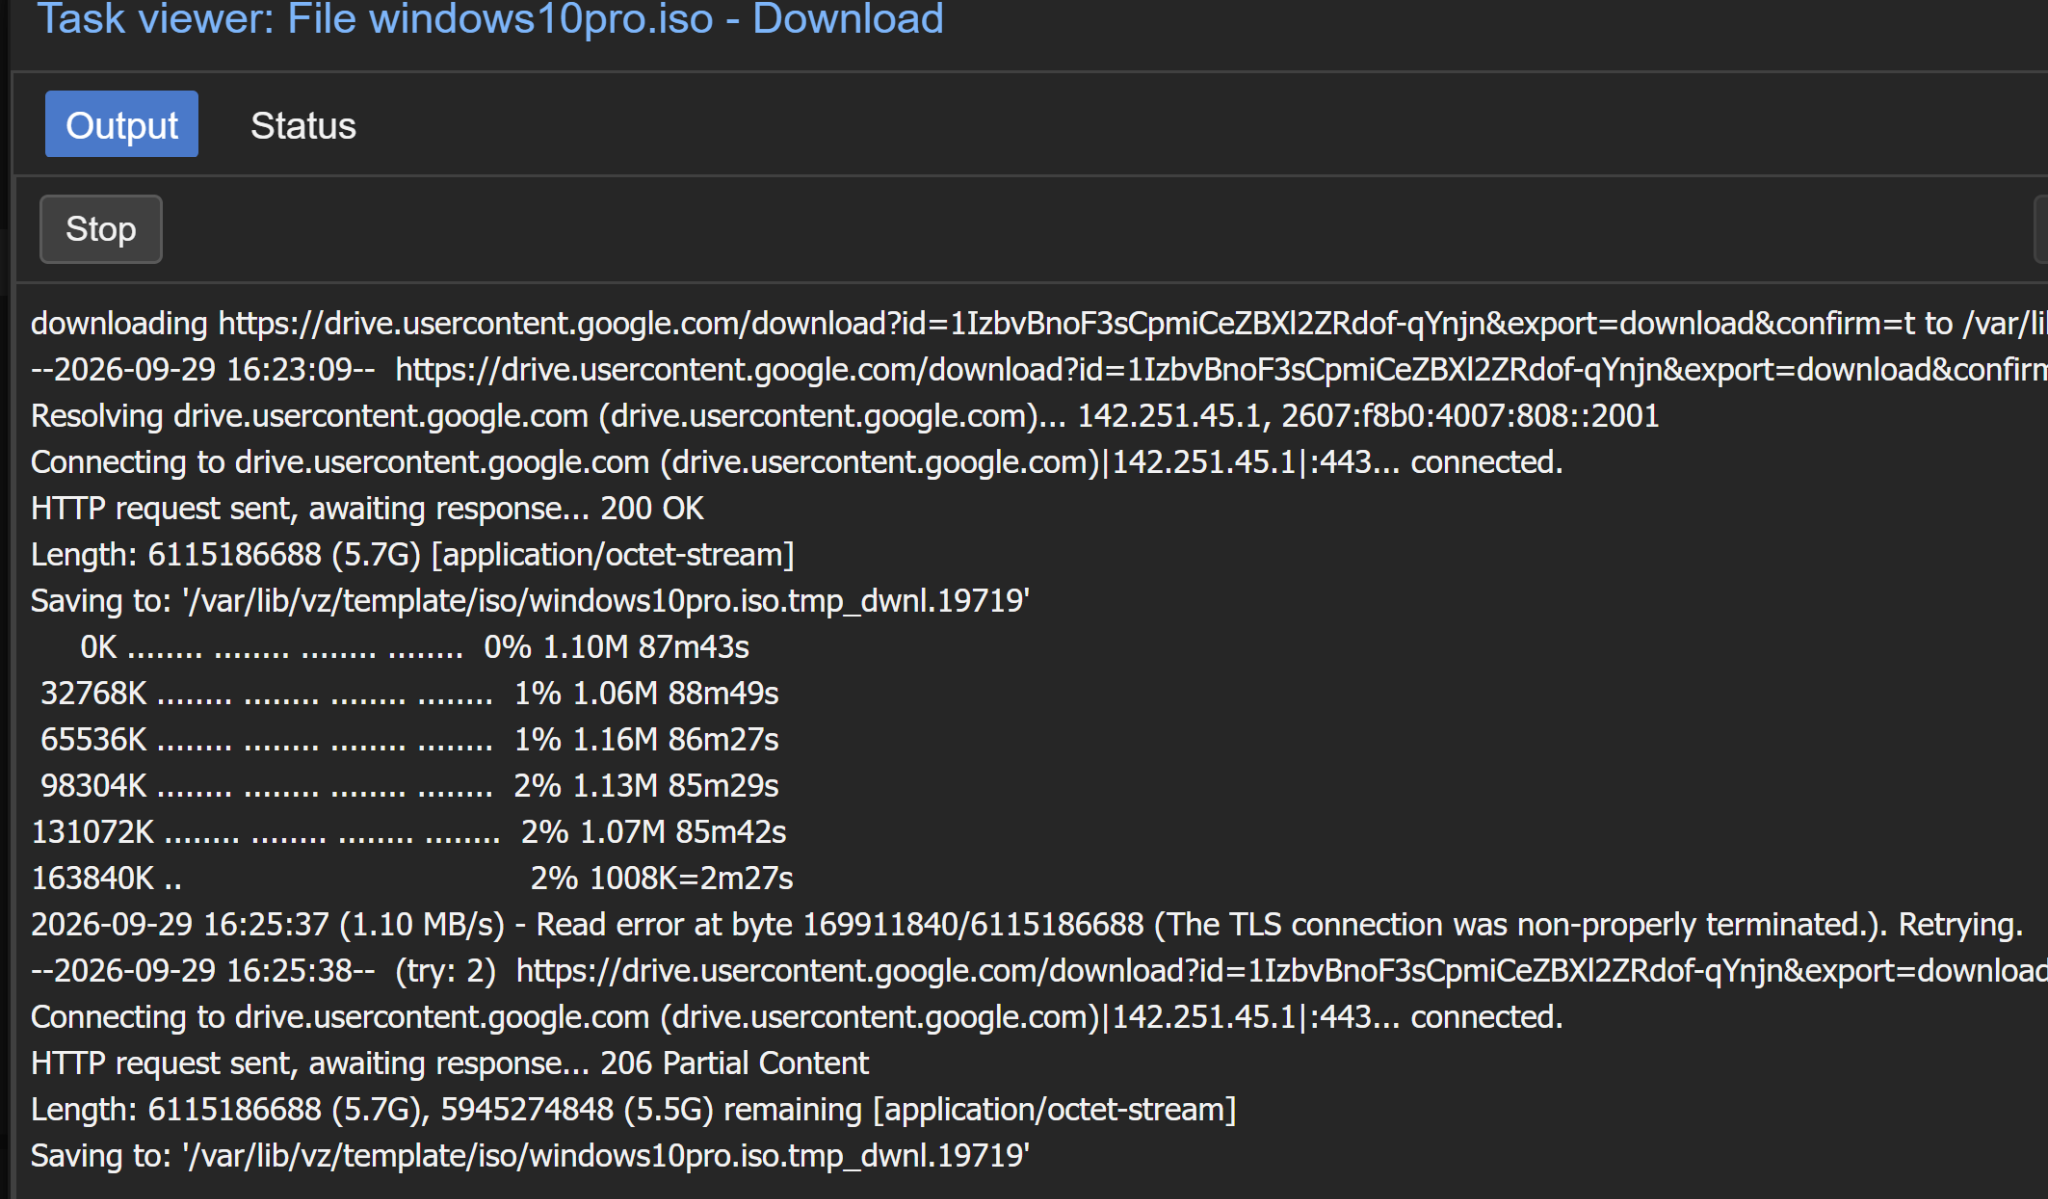 Task viewer: File windows10pro.iso - Download
Output Status
Stop
downloading https://drive.usercontent.google.com/download?id=1IzbvBnoF3sCpmiCeZBXl2ZRdof-qYnjn&export=download&confirm=t to /var/li
--2026-09-29 16:23:09-- https://drive.usercontent.google.com/download?id=1IzbvBnoF3sCpmiCeZBXl2ZRdof-qYnjn&export=download&confirm
Resolving drive.usercontent.google.com (drive.usercontent.google.com)... 142.251.45.1, 2607:f8b0:4007:808::2001
Connecting to drive.usercontent.google.com (drive.usercontent.google.com)|142.251.45.1|:443... connected.
HTTP request sent, awaiting response... 200 OK
Length: 6115186688 (5.7G) [application/octet-stream]
Saving to: '/var/lib/vz/template/iso/windows10pro.iso.tmp_dwnl.19719'
0K ........ ........ ........ ........ 0% 1.10M 87m43s
32768K ........ ........ ........ ........ 1% 1.06M 88m49s
65536K ........ ........ ........ ........ 1% 1.16M 86m27s
98304K ........ ........ ........ ........ 2% 1.13M 85m29s
131072K ........ ........ ........ ........ 2% 1.07M 85m42s
163840K .. 2% 1008K=2m27s
2026-09-29 16:25:37 (1.10 MB/s) - Read error at byte 169911840/6115186688 (The TLS connection was non-properly terminated.). Retrying.
--2026-09-29 16:25:38-- (try: 2) https://drive.usercontent.google.com/download?id=1IzbvBnoF3sCpmiCeZBXl2ZRdof-qYnjn&export=download
Connecting to drive.usercontent.google.com (drive.usercontent.google.com)|142.251.45.1|:443... connected.
HTTP request sent, awaiting response... 206 Partial Content
Length: 6115186688 (5.7G), 5945274848 (5.5G) remaining [application/octet-stream]
Saving to: '/var/lib/vz/template/iso/windows10pro.iso.tmp_dwnl.19719'